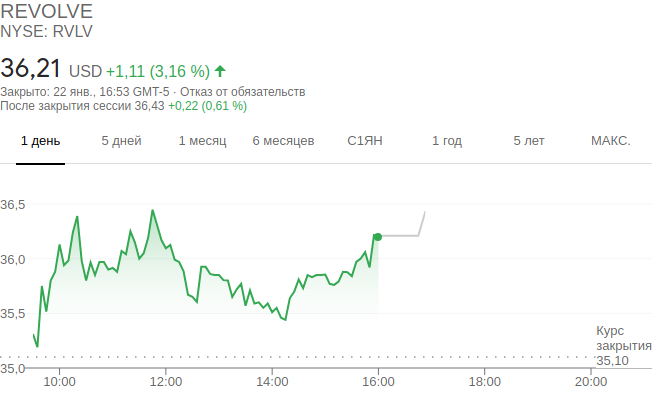 REVOLVE
NYSE: RVLV
36,21 USD +1,11 (3,16 %)
Закрыто: 22 янв., 16:53 GMT-5 · Отказ от обязательств
После закрытия сессии 36,43 +0,22 (0,61 %)
1 день 5 дней 1 месяц 6 месяцев С1ЯН 1 год 5 лет МАКС.
36,5
36,0
35,5
Курс
закрытия
35,10
35,0
10:00 12:00 14:00 16:00 18:00 20:00